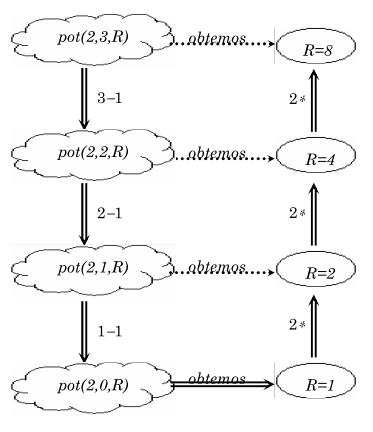 pot(2,3,R) obtemos R=8
3–1 2*
pot(2,2,R) obtemos R=4
2–1 2*
pot(2,1,R) obtemos R=2
1–1 2*
pot(2,0,R) obtemos R=1